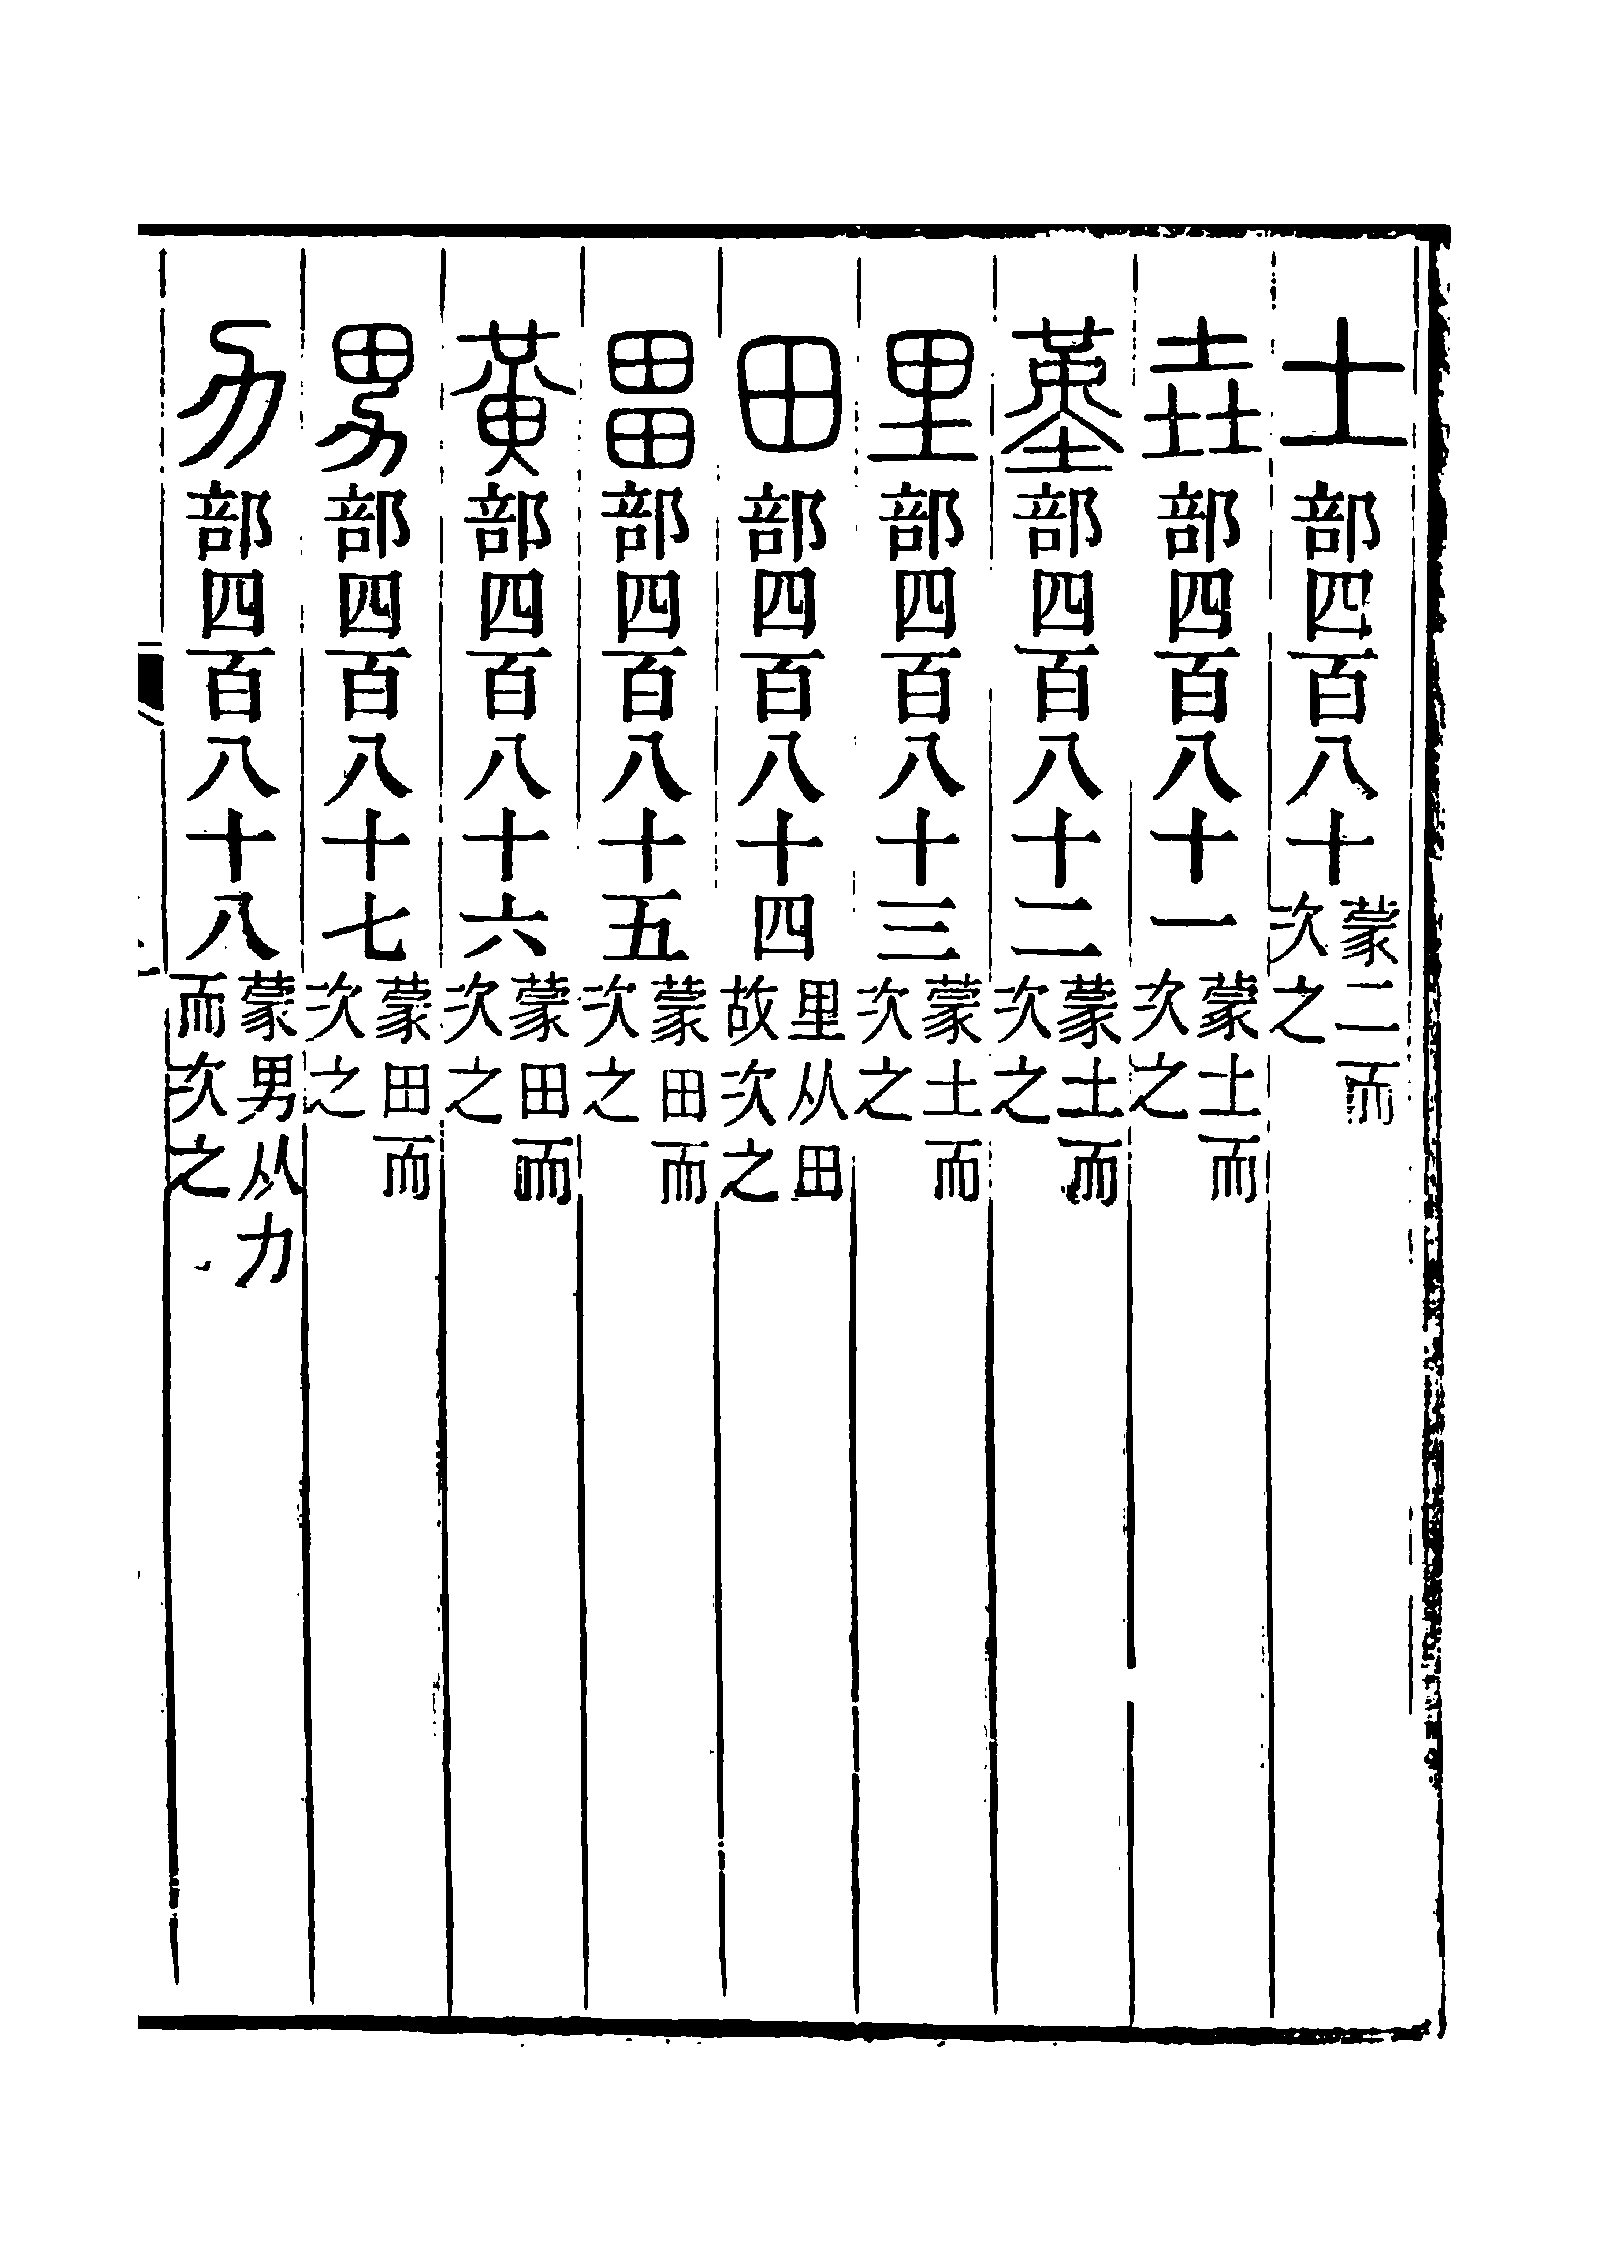 土部四百八十蒙二而次之
垚部四百八十一蒙土而次之
堇部四百八十二蒙土而次之
里部四百八十三蒙土而次之
田部四百八十四里从田故次之
畕部四百八十五蒙田而次之
黃部四百八十六蒙田而次之
男部四百八十七蒙田而次之
力部四百八十八蒙男从力而次之